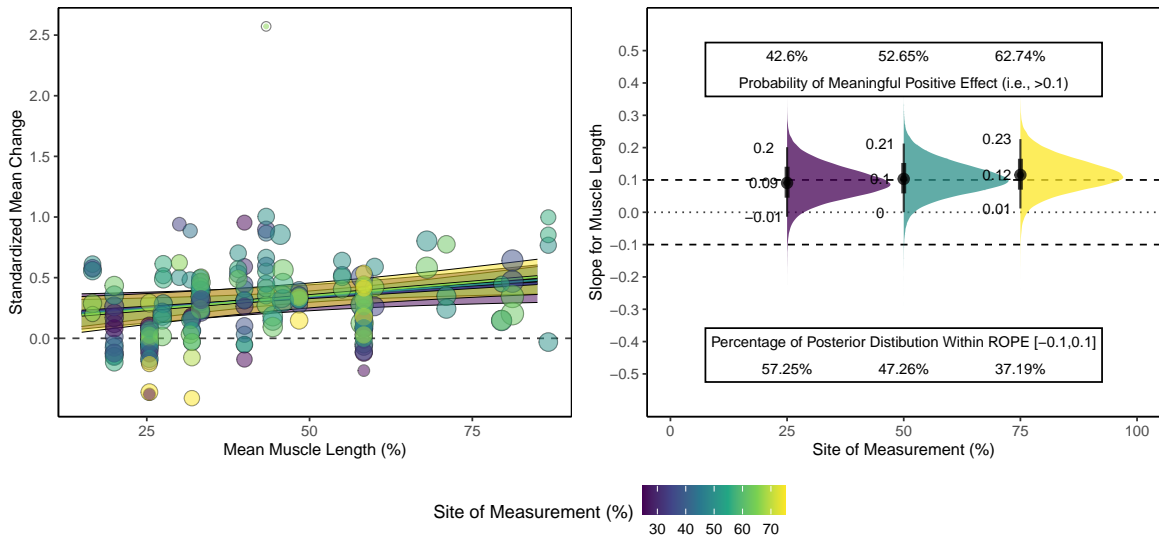 2.5
2.0
1.5
1.0
0.5
0.0
Standardized Mean Change
25 50 75
Mean Muscle Length (%)
0.5
0.4
0.3
0.2
0.1
0.0
−0.1
−0.2
−0.3
−0.4
−0.5
Slope for Muscle Length
42.6% 52.65% 62.74%
Probability of Meaningful Positive Effect (i.e., >0.1)
0.2 0.21 0.23
0.09 0.1 0.12
−0.01 0 0.01
Percentage of Posterior Distibution Within ROPE [−0.1,0.1]
57.25% 47.26% 37.19%
0 25 50 75 100
Site of Measurement (%)
Site of Measurement (%)
30 40 50 60 70